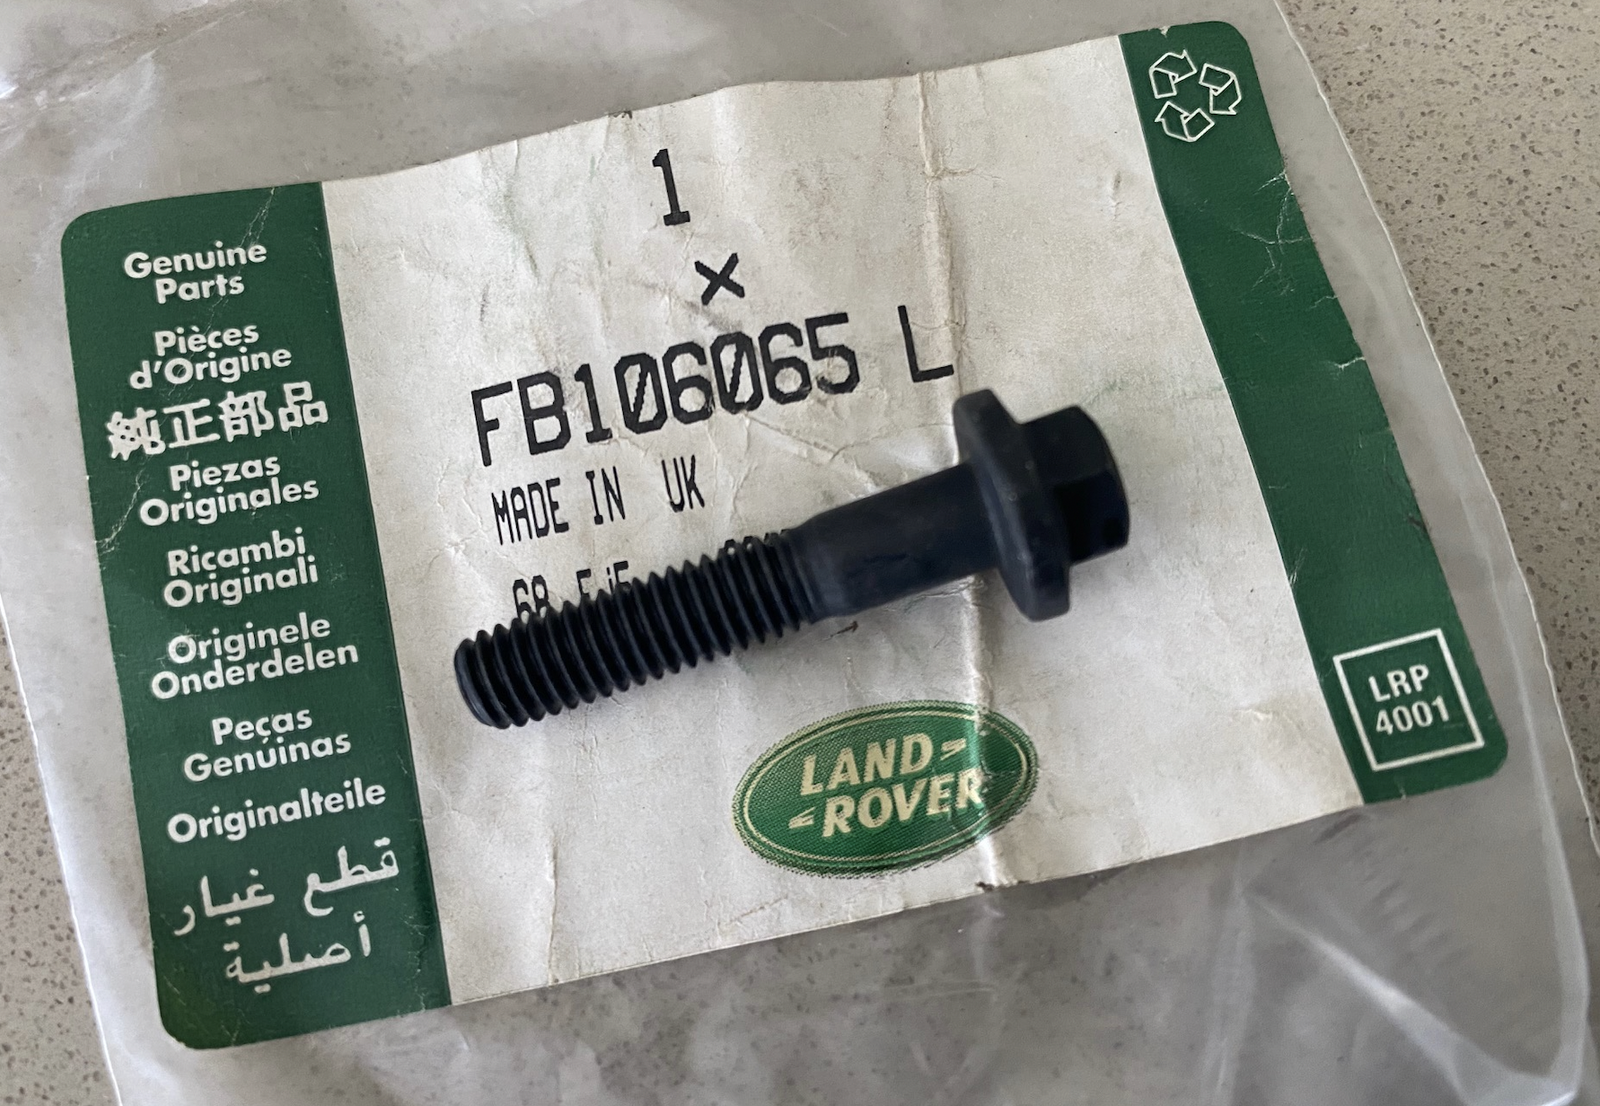 Genuine
Parts
Pièces
d'Origine
純正部品
Piezas
Originales
Ricambi
Originali
Originele
Onderdelen
Peças
Genuinas
Originalteile
قطع غيار
أصلية
1
×
FB106065 L
MADE IN UK
LAND
ROVER
LRP
4001